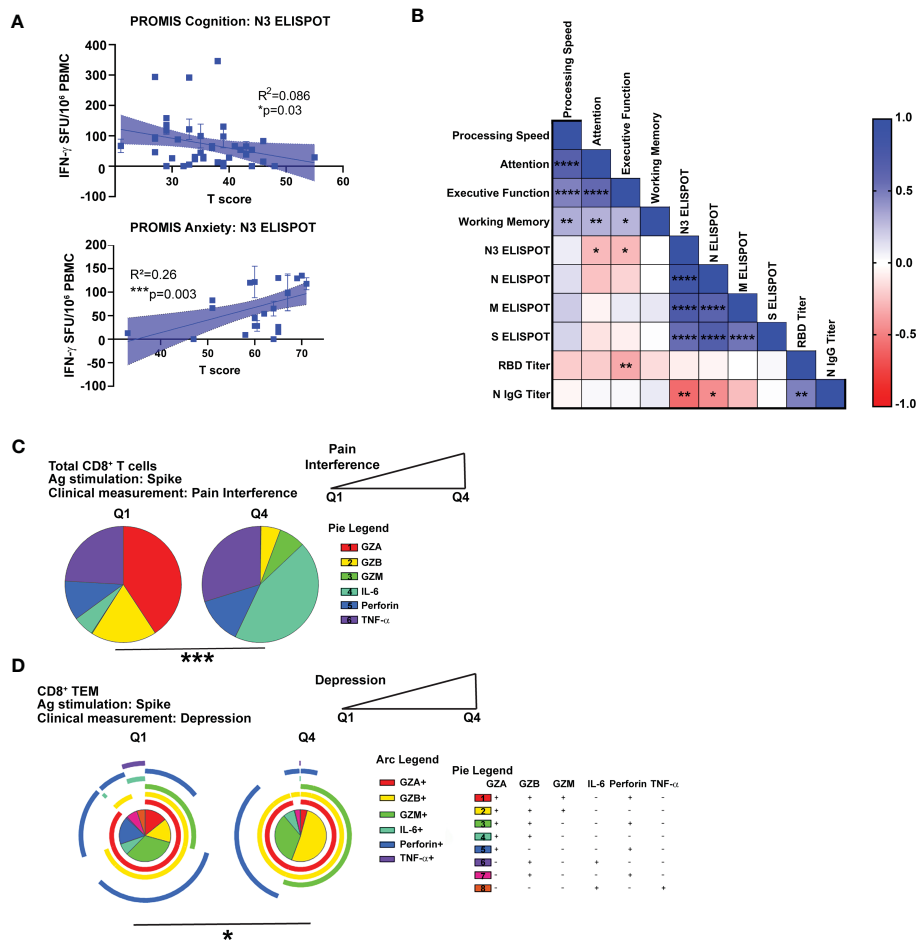 A
PROMIS Cognition: N3 ELISPOT
IFN-γ SFU/10⁶ PBMC
400
300
200
100
0
-100
R²=0.086
*p=0.03
30
40
50
60
T score
PROMIS Anxiety: N3 ELISPOT
IFN-γ SFU/10⁶ PBMC
200
150
100
50
0
-50
-100
R²=0.26
***p=0.003
40
50
60
70
T score
B
Processing Speed
Attention
Executive Function
Working Memory
N3 ELISPOT
N ELISPOT
M ELISPOT
S ELISPOT
RBD Titer
N IgG Titer
Processing Speed
Attention ****
Executive Function **** ****
Working Memory ** ** *
N3 ELISPOT * *
N ELISPOT ****
M ELISPOT **** ****
S ELISPOT **** **** ****
RBD Titer **
N IgG Titer ** * **
1.0
0.5
0
-0.5
-1.0
C
Total CD8⁺ T cells
Ag stimulation: Spike
Clinical measurement: Pain Interference
Pain
Interference
Q1
Q4
Q1
Q4
Pie Legend
1 GZA
2 GZB
3 GZM
4 IL-6
5 Perforin
6 TNF-α
***
D
CD8⁺ TEM
Ag stimulation: Spike
Clinical measurement: Depression
Depression
Q1
Q4
Q1
Q4
Arc Legend
GZA+
GZB+
GZM+
IL-6+
Perforin+
TNF-α+
Pie Legend
GZA GZB GZM IL-6 Perforin TNF-α
1 + + + - + -
2 + + + - - -
3 + + - - + -
4 + + - - - -
5 + - - - + -
6 - + - + - -
7 - + - - + -
8 - - - + - +
*